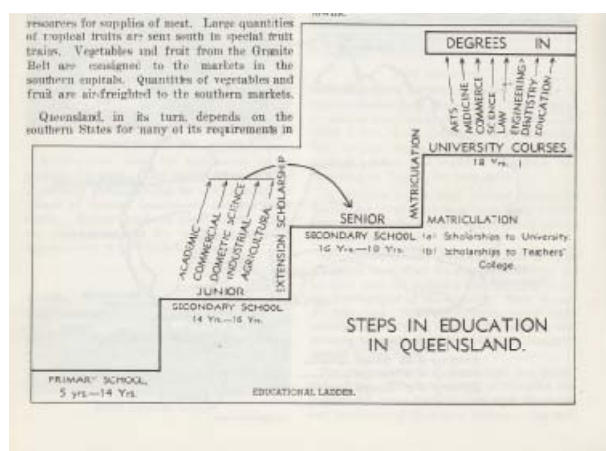 resources for supplies of meat. Large quantities
of tropical fruits are sent south in special fruit
trains. Vegetables and fruit from the Granite
Belt are consigned to the markets in the
southern capitals. Quantities of vegetables and
fruit are air-freighted to the southern markets.
Queensland, in its turn, depends on the
southern States for many of its requirements in
DEGREES IN
ARTS
MEDICINE
COMMERCE
SCIENCE
LAW
ENGINEERING
DENTISTRY
EDUCATION
UNIVERSITY COURSES
18 Yrs.
MATRICULATION
MATRICULATION
(a) Scholarships to University.
(b) Scholarships to Teachers'
College.
SENIOR
SECONDARY SCHOOL
16 Yrs.—18 Yrs.
EXTENSION SCHOLARSHIP
ACADEMIC
COMMERCIAL
DOMESTIC SCIENCE
INDUSTRIAL
AGRICULTURAL
JUNIOR
SECONDARY SCHOOL
14 Yrs.—16 Yrs.
STEPS IN EDUCATION
IN QUEENSLAND.
PRIMARY SCHOOL,
5 yrs.—14 Yrs.
EDUCATIONAL LADDER.